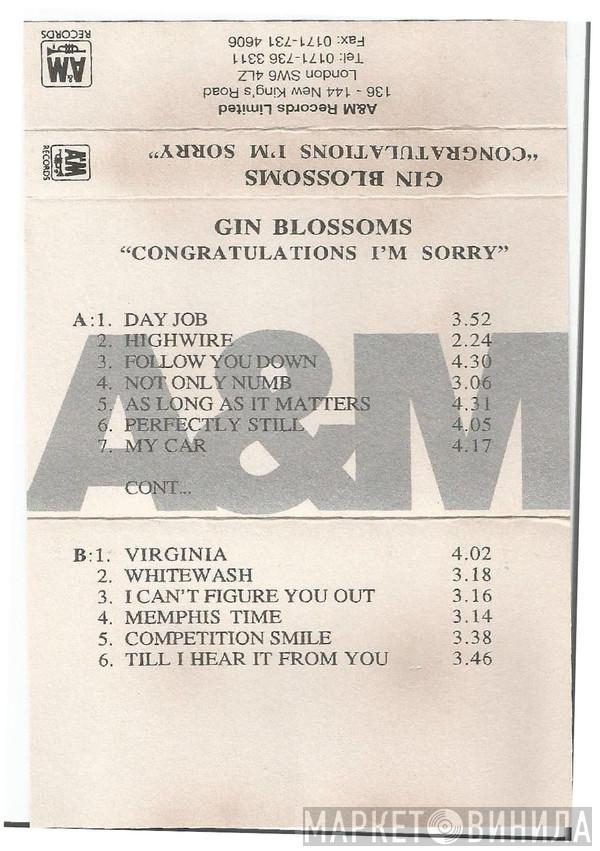 A&M
RECORDS
A&M Records Limited
136 - 144 New King's Road
London SW6 4LZ
Tel: 0171-736 3311
Fax: 0171-731 4606
A&M
RECORDS
GIN BLOSSOMS
“CONGRATULATIONS I'M SORRY”
GIN BLOSSOMS
“CONGRATULATIONS I'M SORRY”
A:1. DAY JOB 3.52
2. HIGHWIRE 2.24
3. FOLLOW YOU DOWN 4.30
4. NOT ONLY NUMB 3.06
5. AS LONG AS IT MATTERS 4.31
6. PERFECTLY STILL 4.05
7. MY CAR 4.17
A&M
CONT...
B:1. VIRGINIA 4.02
2. WHITEWASH 3.18
3. I CAN'T FIGURE YOU OUT 3.16
4. MEMPHIS TIME 3.14
5. COMPETITION SMILE 3.38
6. TILL I HEAR IT FROM YOU 3.46
МАРКЕТ ВИНИЛА